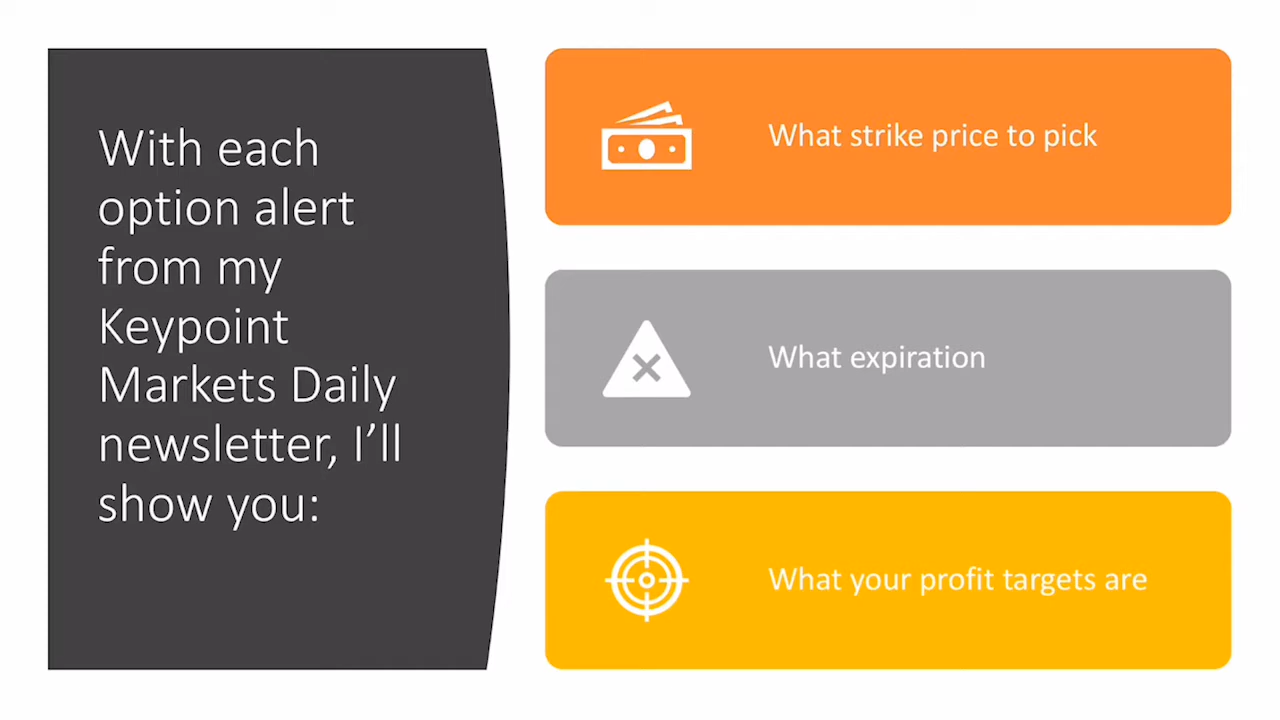 With each
option alert
from my
Keypoint
Markets Daily
newsletter, I’ll
show you:
What strike price to pick
What expiration
What your profit targets are